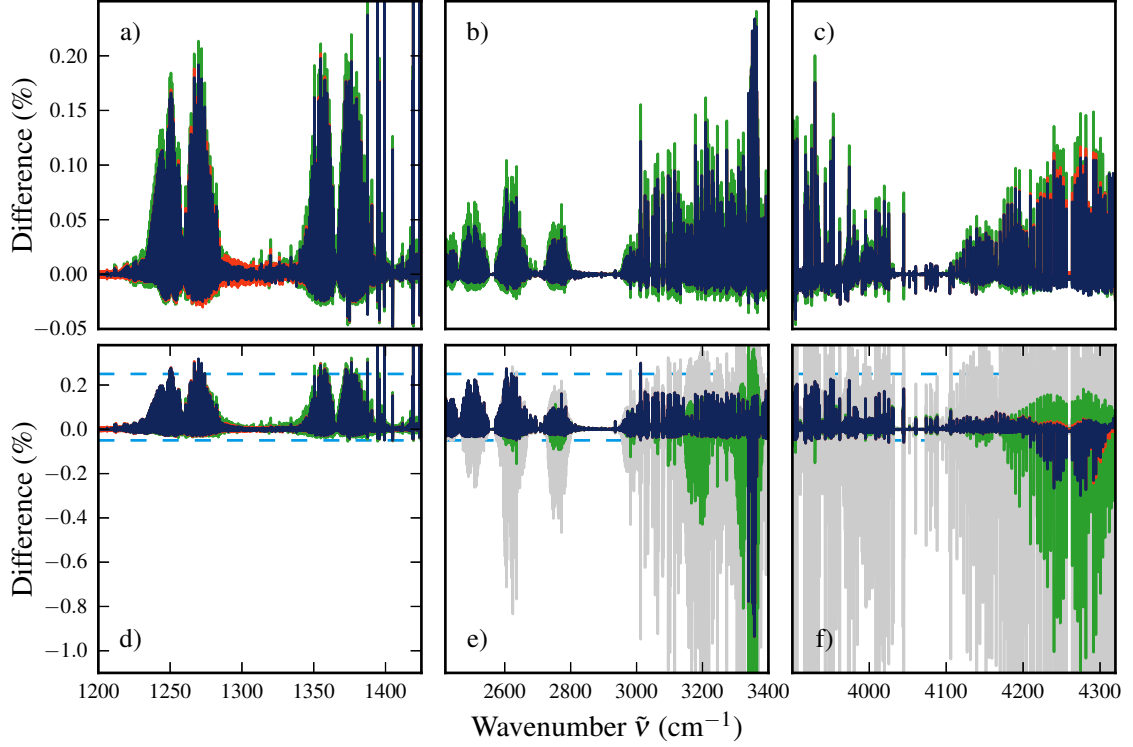 a)
b)
c)
Difference (%)
0.20
0.15
0.10
0.05
0.00
−0.05
Difference (%)
0.2
0.0
−0.2
−0.4
−0.6
−0.8
−1.0
d)
e)
f)
1200 1250 1300 1350 1400
2600 2800 3000 3200 3400
4000 4100 4200 4300
Wavenumber ν̃ (cm⁻¹)